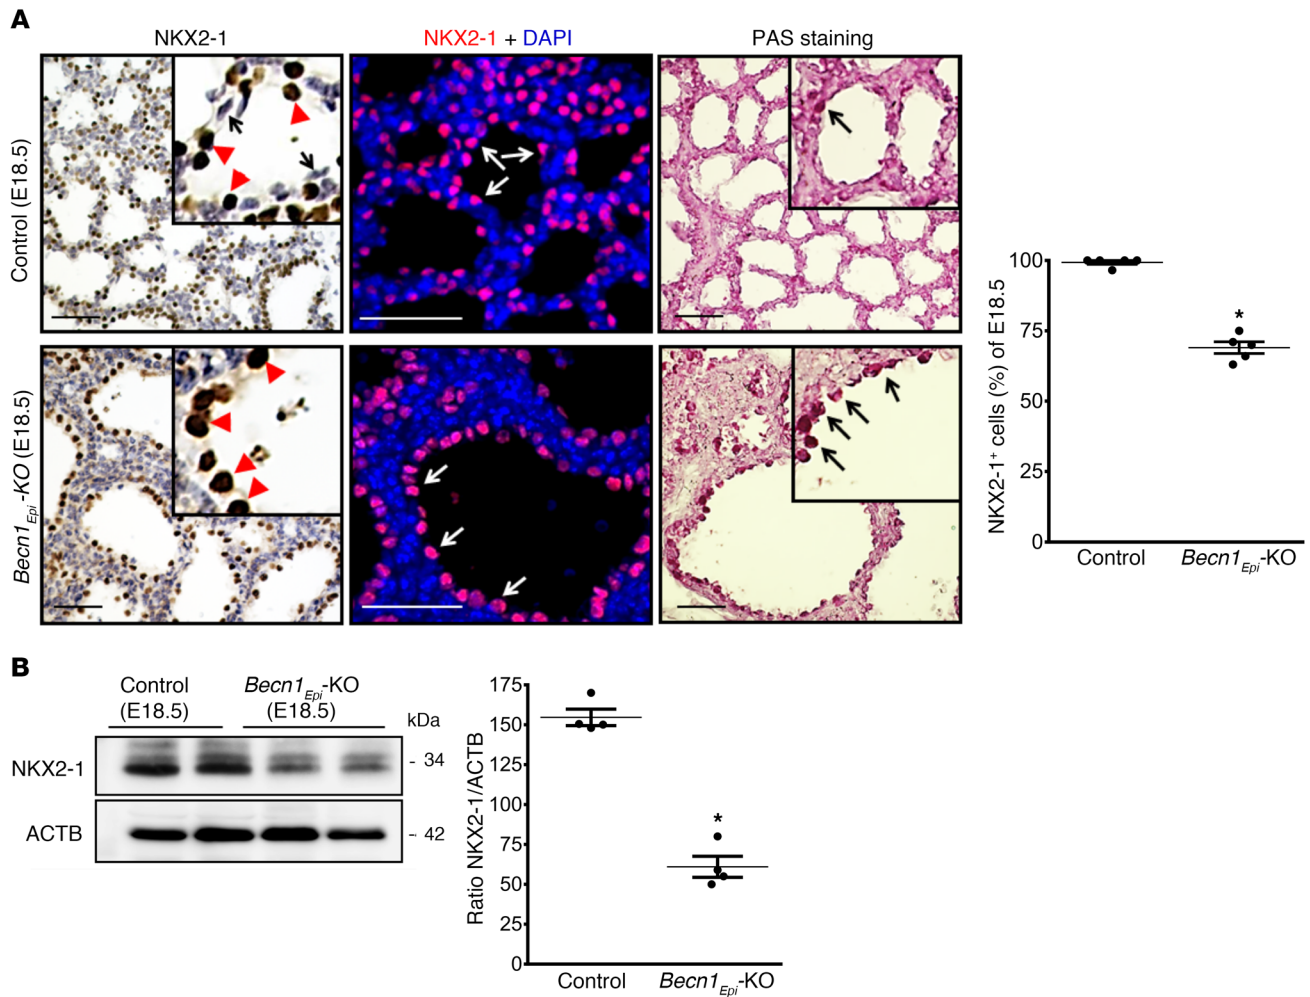 A
NKX2-1
NKX2-1 + DAPI
PAS staining
Control (E18.5)
Becn1Epi-KO (E18.5)
NKX2-1+ cells (%) of E18.5
100
75
50
25
0
Control
Becn1Epi-KO
*
B
Control
(E18.5)
Becn1Epi-KO
(E18.5)
kDa
NKX2-1
- 34
ACTB
- 42
Ratio NKX2-1/ACTB
175
150
125
100
75
50
25
0
*
Control
Becn1Epi-KO